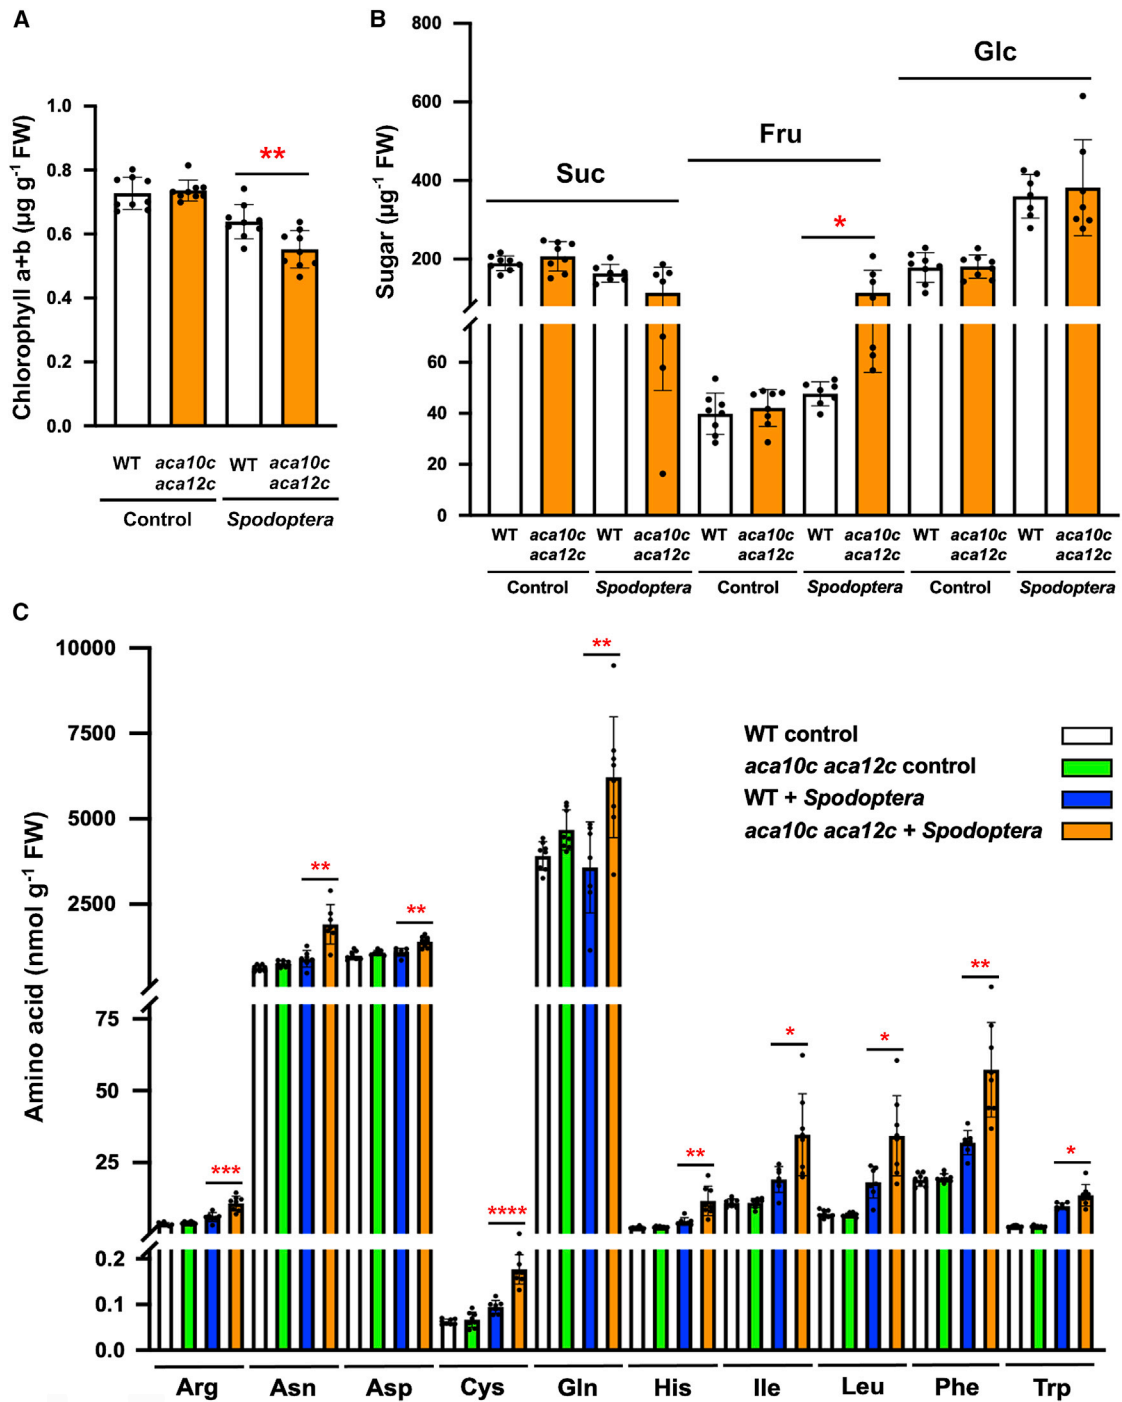 A
Chlorophyll a+b (µg g-1 FW)
1.0
0.8
0.6
0.4
0.2
0.0
**
WT aca10c WT aca10c
aca12c aca12c
Control Spodoptera
B
Sugar (µg-1 FW)
800
600
400
200
60
40
20
0
Suc
Fru
Glc
*
WT aca10c WT aca10c WT aca10c WT aca10c WT aca10c WT aca10c
aca12c aca12c aca12c aca12c aca12c aca12c
Control Spodoptera Control Spodoptera Control Spodoptera
C
Amino acid (nmol g-1 FW)
10000
7500
5000
2500
75
50
25
0.2
0.1
0.0
WT control
aca10c aca12c control
WT + Spodoptera
aca10c aca12c + Spodoptera
***
**
**
****
**
**
*
*
**
*
Arg Asn Asp Cys Gln His Ile Leu Phe Trp